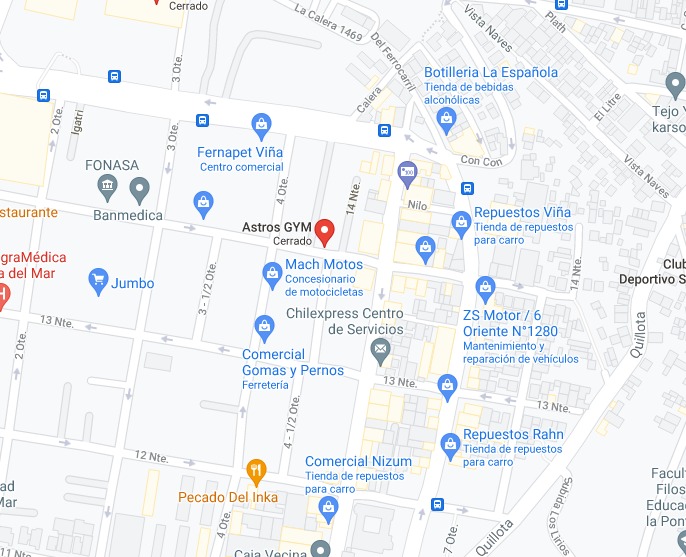 Cerrado
La Calera 1469
Plath
Vista Naves
Del Ferrocarril
3 Ote.
Botilleria La Española
Tienda de bebidas
alcohólicas
Calera
El Litre
Tejo
karso
2 Ote.
Igatri
3 Ote.
Fernapet Viña
Centro comercial
Con Con
Vista Naves
FONASA
Banmedica
4 Ote.
14 Nte.
Nilo
staurante
Repuestos Viña
Tienda de repuestos
para carro
Astros GYM
Cerrado
graMédica
a del Mar
Jumbo
3-1/2 Ote.
Mach Motos
Concesionario
de motocicletas
14 Nte.
Club
Deportivo S
Chilexpress Centro
de Servicios
ZS Motor / 6
Oriente N°1280
Mantenimiento y
reparación de vehículos
Quillota
13 Nte.
Comercial
Gomas y Pernos
Ferretería
13 Nte.
13 Nte.
4 - 1/2 Ote.
12 Nte.
Repuestos Rahn
Tienda de repuestos
para carro
Comercial Nizum
Tienda de repuestos
para carro
Pecado Del Inka
ad
Mar
Subida Los Lirios
Facul
Filos
Educa
la Pont
4 Ote.
7 Ote.
Quillota
Caja Vecina